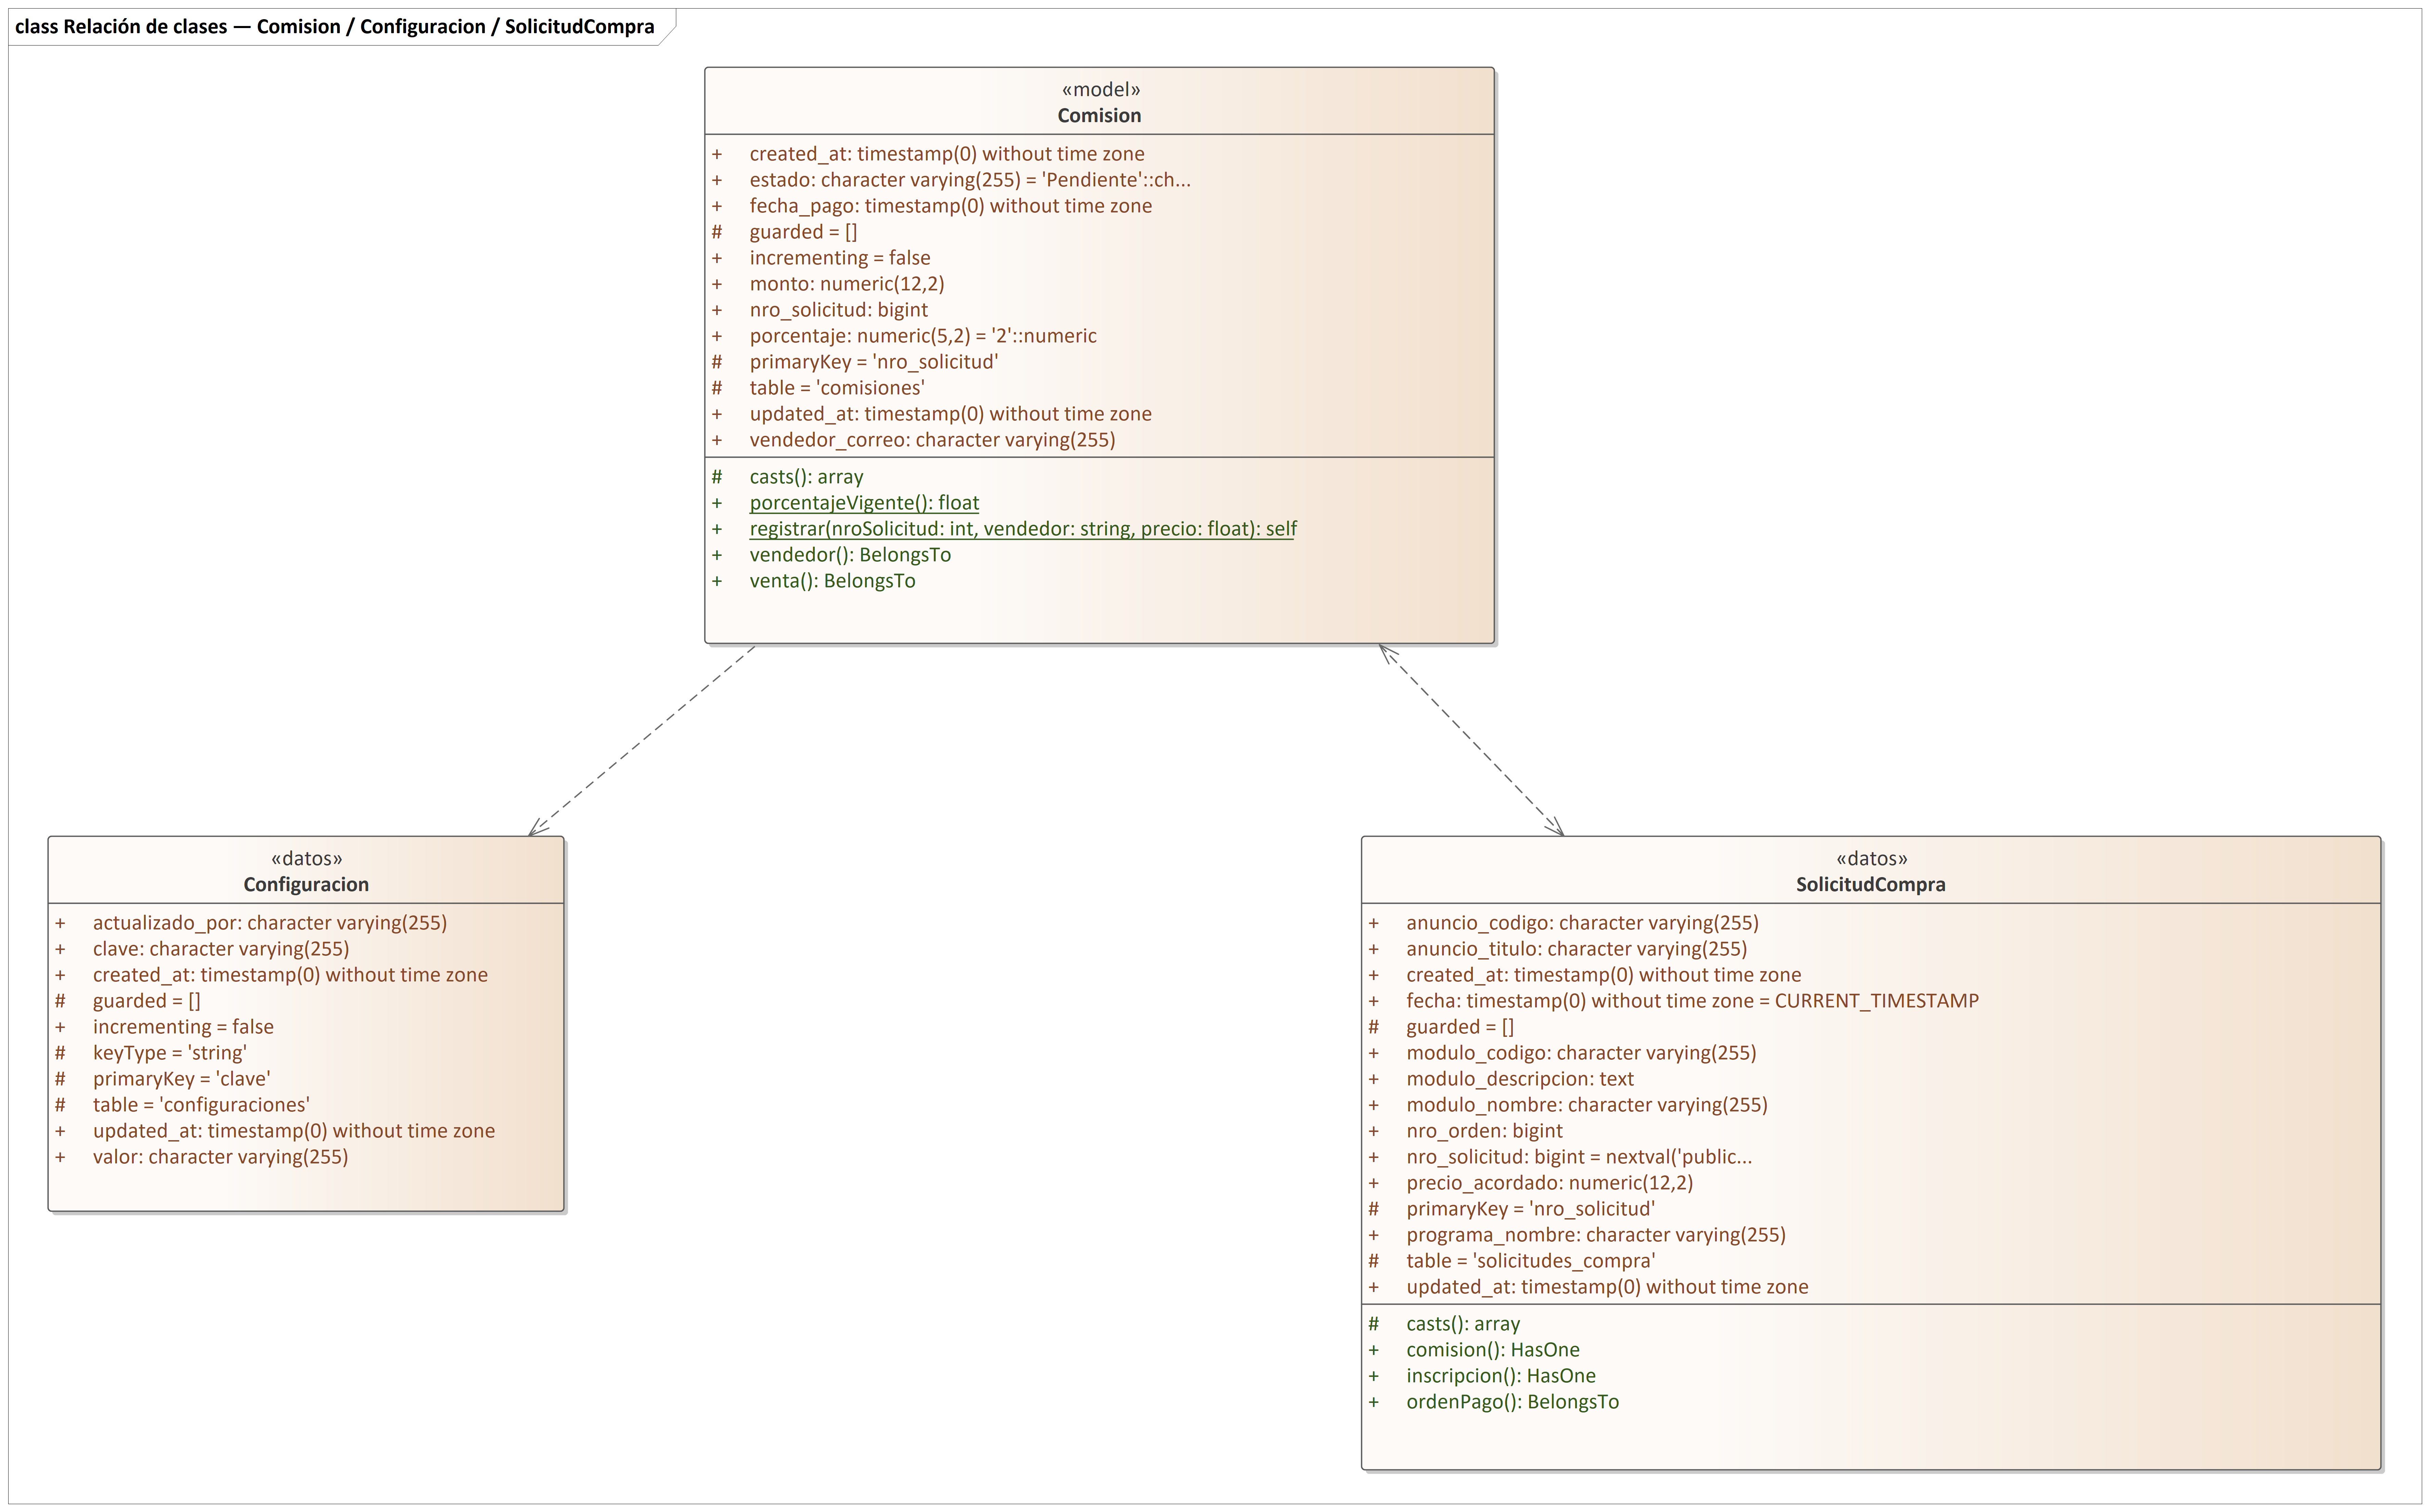 class Relación de clases — Comision / Configuracion / SolicitudCompra
«model»
Comision
+ created_at: timestamp(0) without time zone
+ estado: character varying(255) = 'Pendiente'::ch...
+ fecha_pago: timestamp(0) without time zone
# guarded = []
+ incrementing = false
+ monto: numeric(12,2)
+ nro_solicitud: bigint
+ porcentaje: numeric(5,2) = '2'::numeric
# primaryKey = 'nro_solicitud'
# table = 'comisiones'
+ updated_at: timestamp(0) without time zone
+ vendedor_correo: character varying(255)
# casts(): array
+ porcentajeVigente(): float
+ registrar(nroSolicitud: int, vendedor: string, precio: float): self
+ vendedor(): BelongsTo
+ venta(): BelongsTo
«datos»
Configuracion
+ actualizado_por: character varying(255)
+ clave: character varying(255)
+ created_at: timestamp(0) without time zone
# guarded = []
+ incrementing = false
# keyType = 'string'
# primaryKey = 'clave'
# table = 'configuraciones'
+ updated_at: timestamp(0) without time zone
+ valor: character varying(255)
«datos»
SolicitudCompra
+ anuncio_codigo: character varying(255)
+ anuncio_titulo: character varying(255)
+ created_at: timestamp(0) without time zone
+ fecha: timestamp(0) without time zone = CURRENT_TIMESTAMP
# guarded = []
+ modulo_codigo: character varying(255)
+ modulo_descripcion: text
+ modulo_nombre: character varying(255)
+ nro_orden: bigint
+ nro_solicitud: bigint = nextval('public...
+ precio_acordado: numeric(12,2)
# primaryKey = 'nro_solicitud'
+ programa_nombre: character varying(255)
# table = 'solicitudes_compra'
+ updated_at: timestamp(0) without time zone
# casts(): array
+ comision(): HasOne
+ inscripcion(): HasOne
+ ordenPago(): BelongsTo